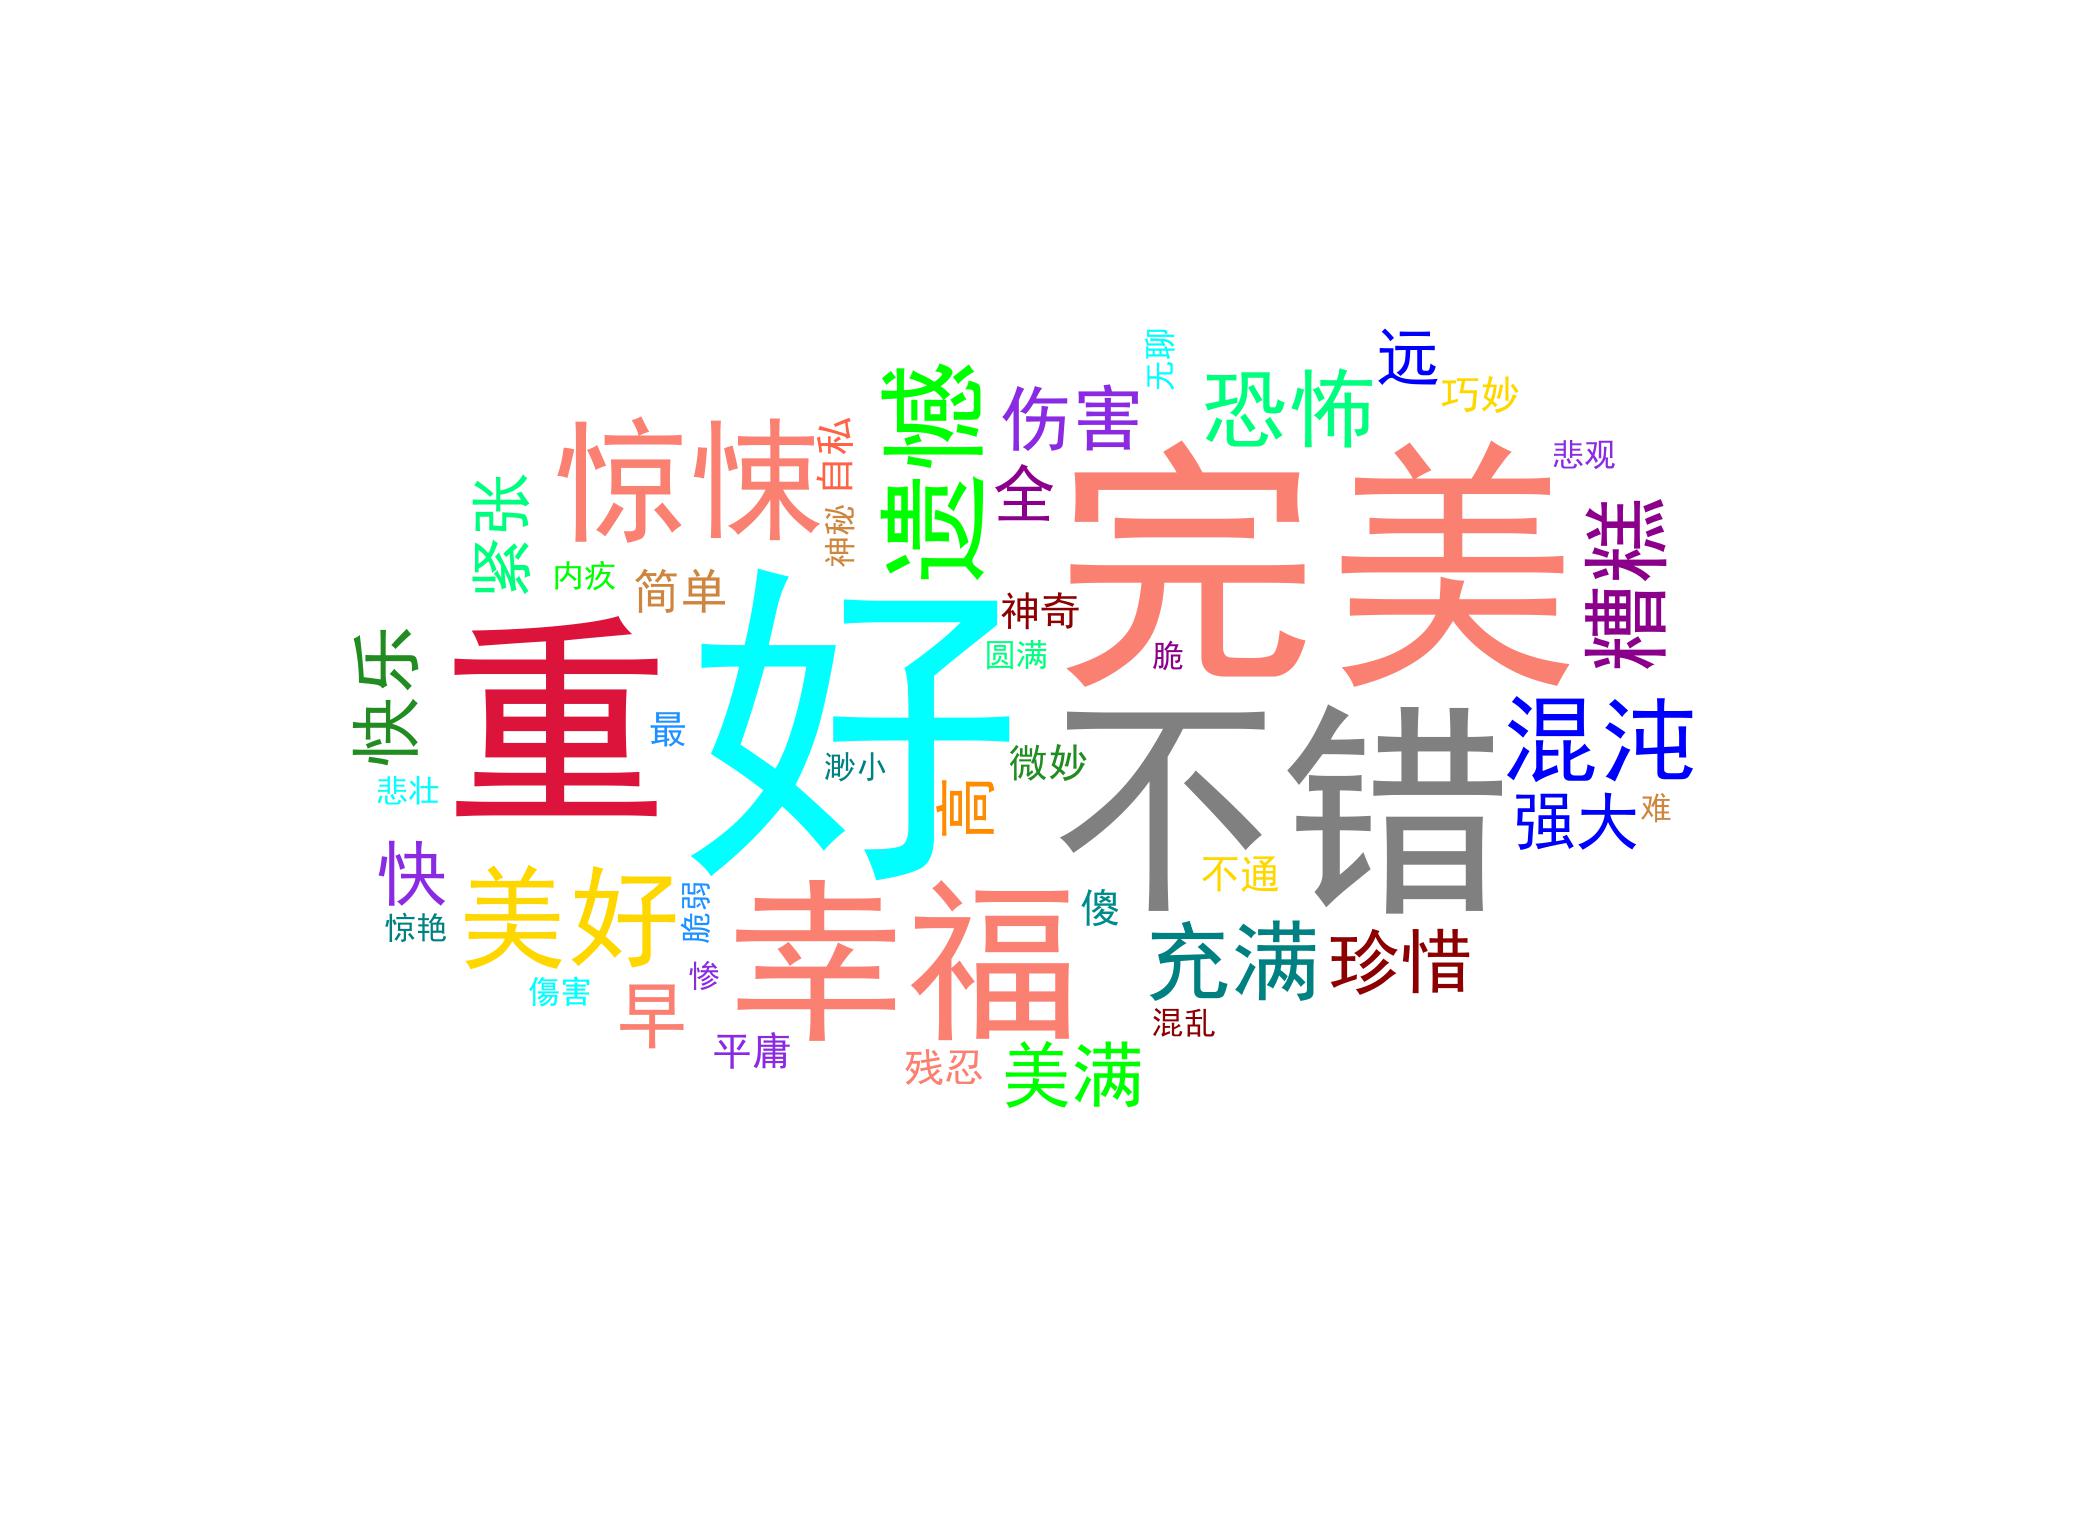 无聊
远
恐怖
巧妙
伤害
遗憾
惊悚
自私
悲观
完美
全
紧张
神秘
糟糕
内疚
简单
神奇
好
重
圆满
脆
快乐
最
不错
混沌
微妙
渺小
高
悲壮
强大
难
快
美好
不通
幸福
脆弱
傻
惊艳
充满
珍惜
惨
傷害
早
混乱
平庸
残忍
美满